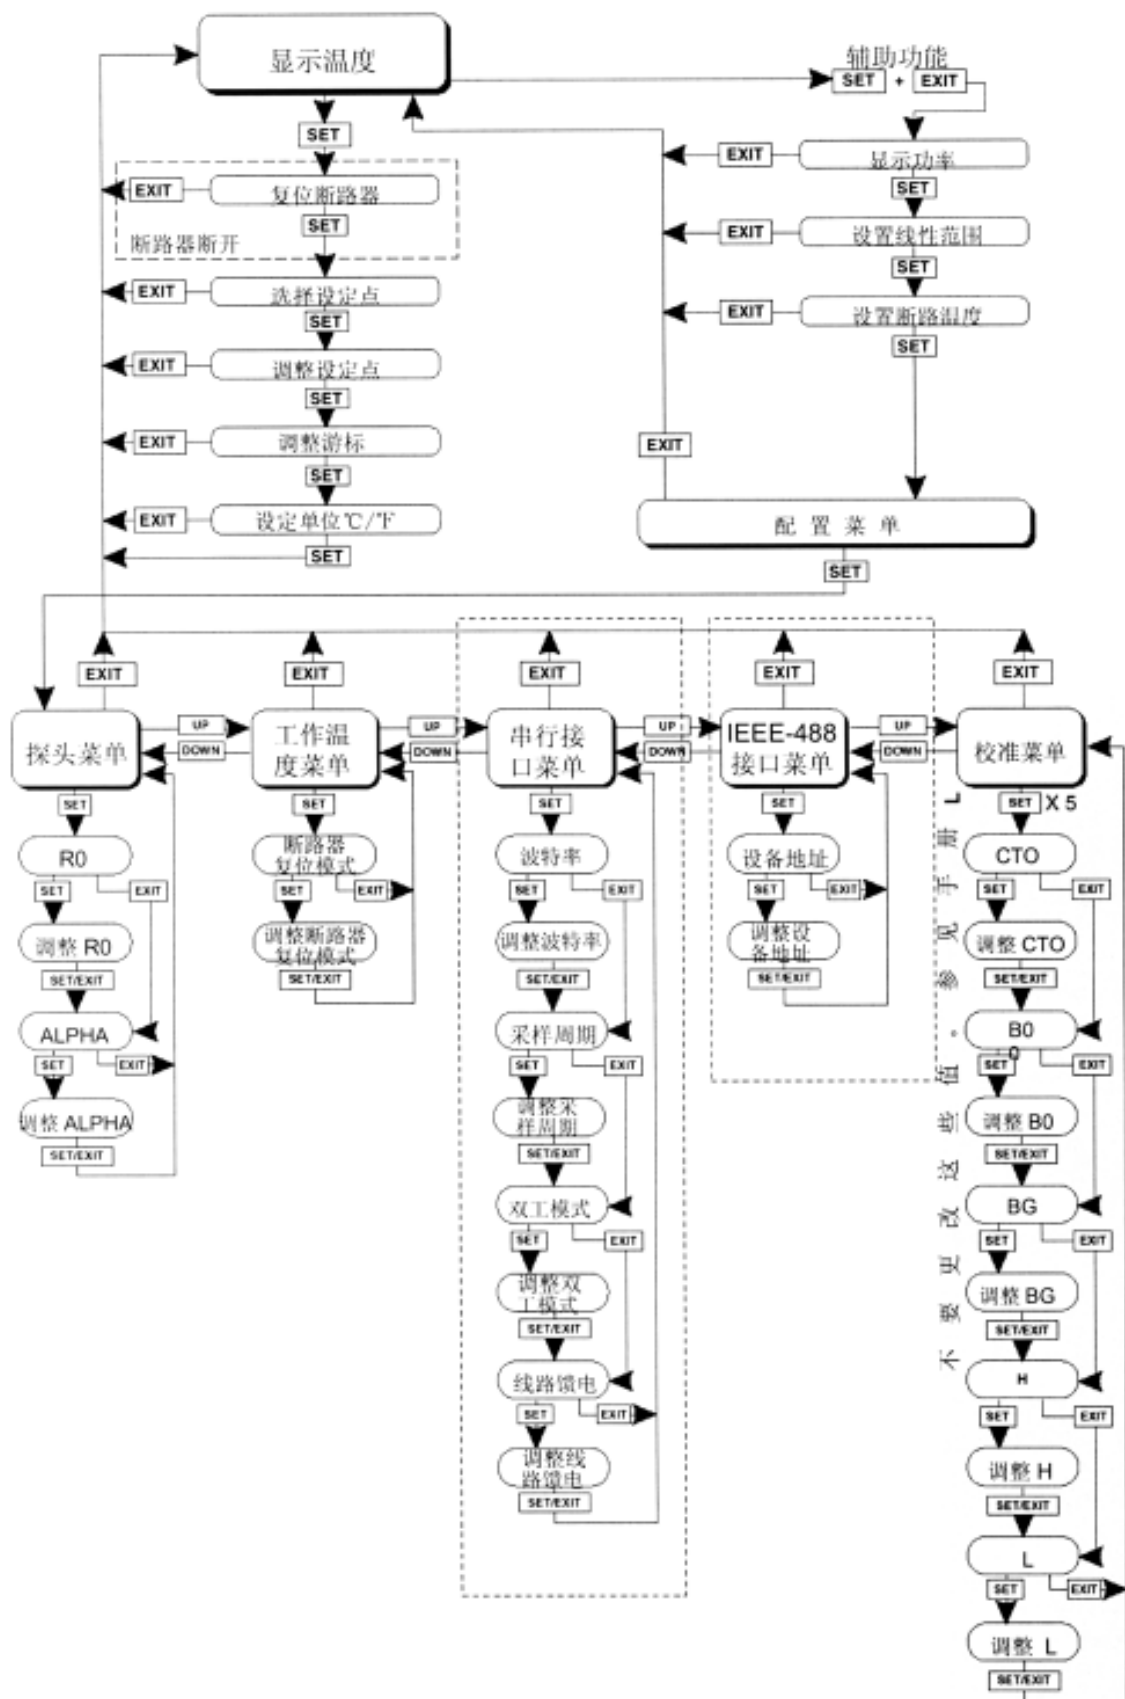 显示温度
辅助功能
SET + EXIT
SET
EXIT
显示功率
SET
EXIT
复位断路器
SET
断路器断开
EXIT
设置线性范围
SET
EXIT
选择设定点
SET
EXIT
设置断路温度
SET
EXIT
调整设定点
SET
EXIT
调整游标
SET
EXIT
设定单位℃/℉
SET
EXIT
配置菜单
SET
EXIT
EXIT
EXIT
EXIT
EXIT
探头菜单
UP
DOWN
工作温
度菜单
UP
DOWN
串行接
口菜单
UP
DOWN
IEEE-488
接口菜单
UP
DOWN
校准菜单
SET
R0
SET
EXIT
调整 R0
SET/EXIT
ALPHA
SET
EXIT
调整 ALPHA
SET/EXIT
SET
断路器
复位模式
SET
EXIT
调整断路器
复位模式
SET/EXIT
SET
波特率
SET
EXIT
调整波特率
SET/EXIT
采样周期
SET
EXIT
调整采
样周期
SET/EXIT
双工模式
SET
EXIT
调整双
工模式
SET/EXIT
线路馈电
SET
EXIT
调整线
路馈电
SET/EXIT
SET
设备地址
SET
EXIT
调整设
备地址
SET/EXIT
不要更改这些值。参见手册 L
SET X 5
CTO
SET
EXIT
调整 CTO
SET/EXIT
B0
0
SET
EXIT
调整 B0
SET/EXIT
BG
SET
EXIT
调整 BG
SET/EXIT
H
SET
EXIT
调整 H
SET/EXIT
L
SET
EXIT
调整 L
SET/EXIT